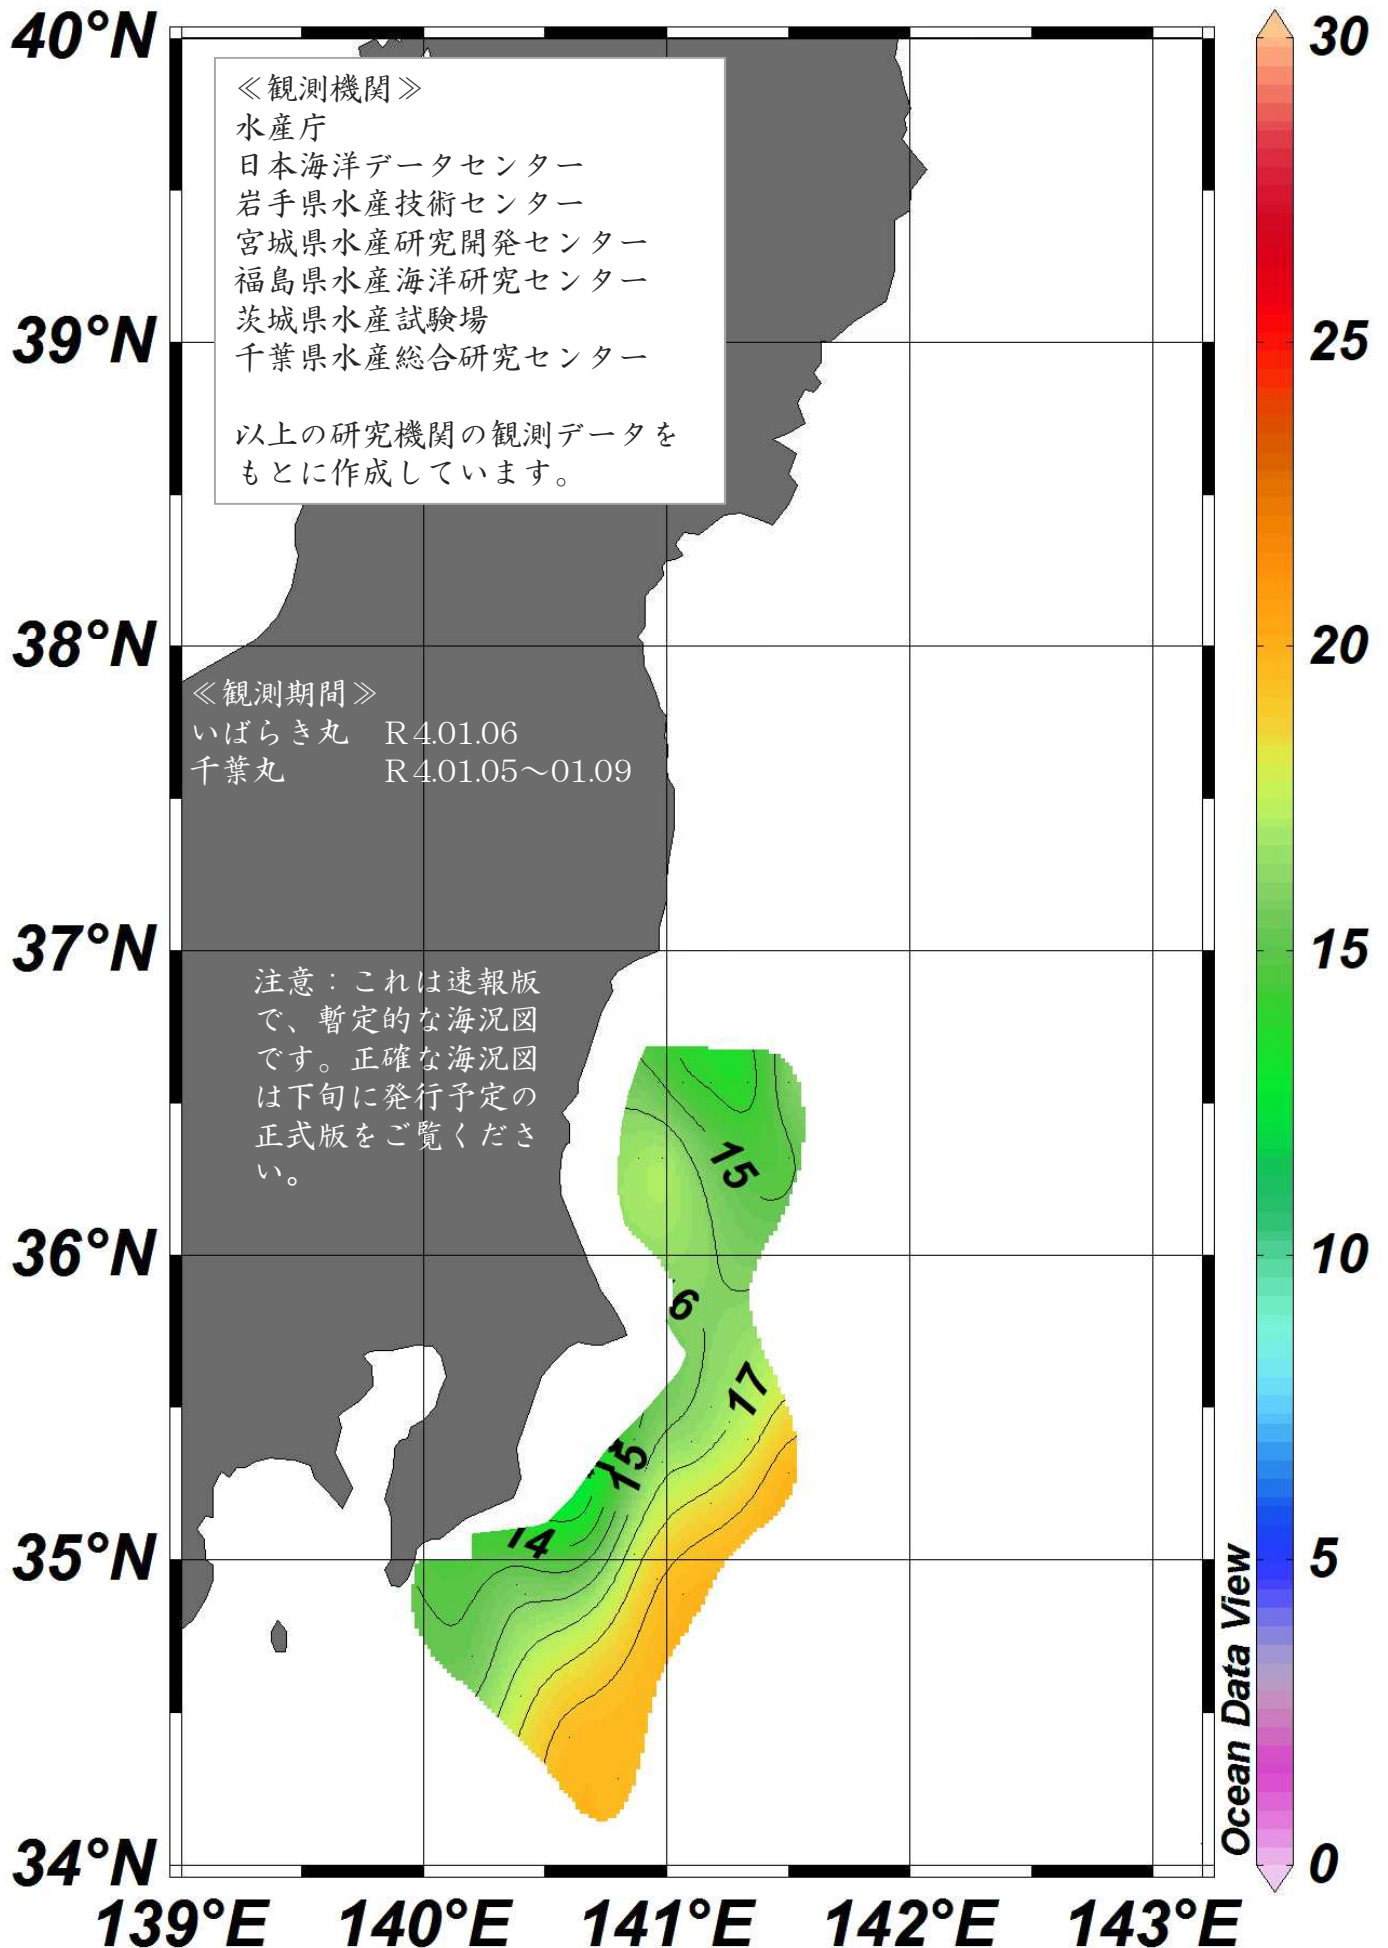 40°N
30
≪観測機関≫
水産庁
日本海洋データセンター
岩手県水産技術センター
宮城県水産研究開発センター
福島県水産海洋研究センター
茨城県水産試験場
千葉県水産総合研究センター
以上の研究機関の観測データを
もとに作成しています。
39°N
25
38°N
20
≪観測期間≫
いばらき丸 R4.01.06
千葉丸 R4.01.05～01.09
37°N
15
注意：これは速報版
で、暫定的な海況図
です。正確な海況図
は下旬に発行予定の
正式版をご覧くださ
い。
15
36°N
10
6
17
15
14
35°N
5
Ocean Data View
34°N
0
139°E 140°E 141°E 142°E 143°E